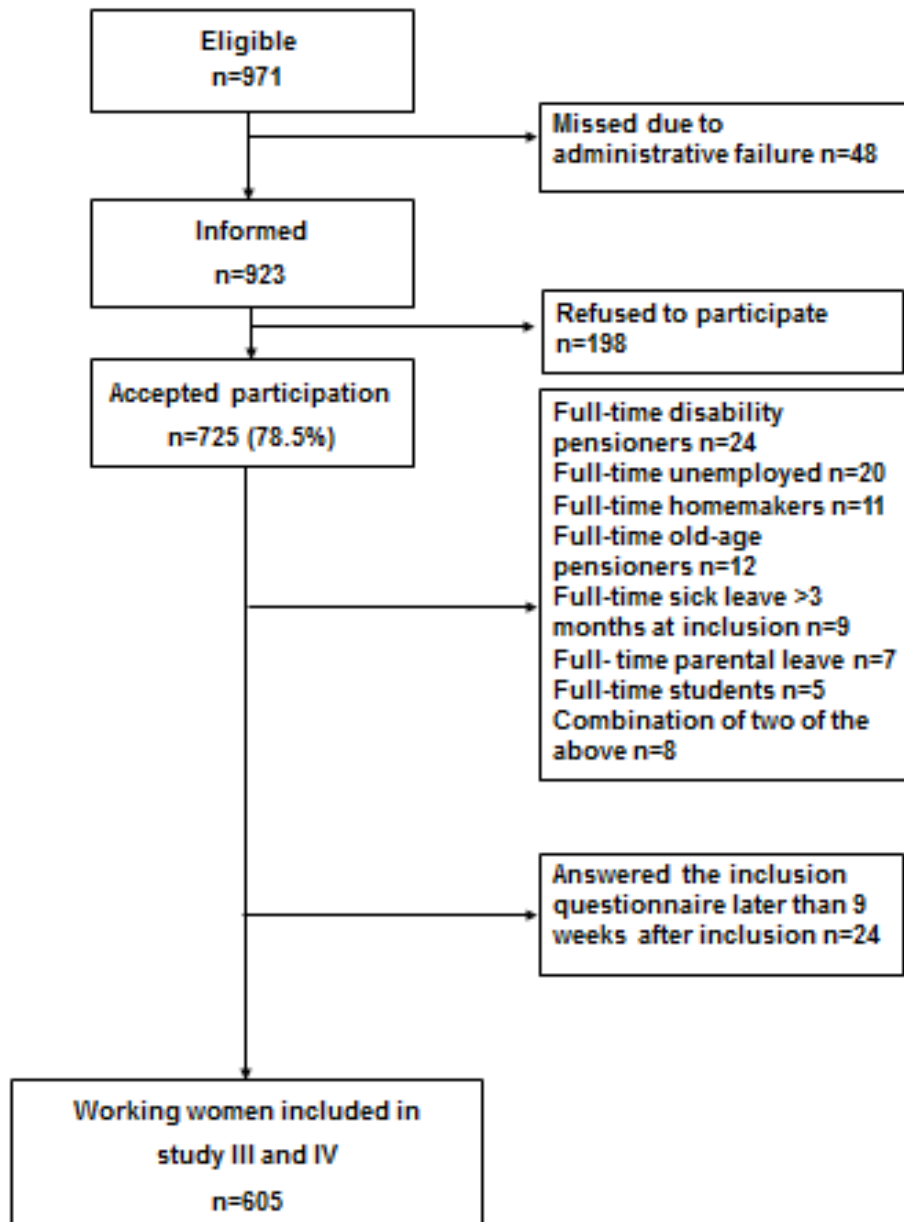 Eligible
n=971
Missed due to
administrative failure n=48
Informed
n=923
Refused to participate
n=198
Accepted participation
n=725 (78.5%)
Full-time disability
pensioners n=24
Full-time unemployed n=20
Full-time homemakers n=11
Full-time old-age
pensioners n=12
Full-time sick leave >3
months at inclusion n=9
Full- time parental leave n=7
Full-time students n=5
Combination of two of the
above n=8
Answered the inclusion
questionnaire later than 9
weeks after inclusion n=24
Working women included in
study III and IV
n=605